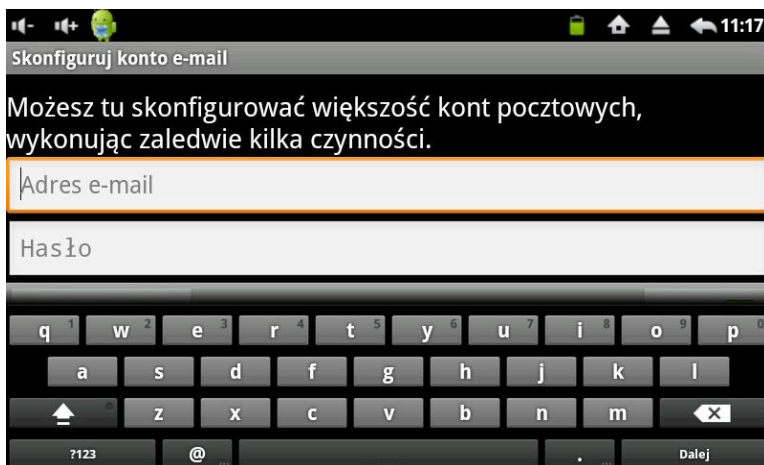 11:17
Skonfiguruj konto e-mail
Możesz tu skonfigurować większość kont pocztowych,
wykonując zaledwie kilka czynności.
Adres e-mail
Hasło
q 1 w 2 e 3 r 4 t 5 y 6 u 7 i 8 o 9 p 0
a s d f g h j k l
z x c v b n m
?123 @ ... . ... Dalej